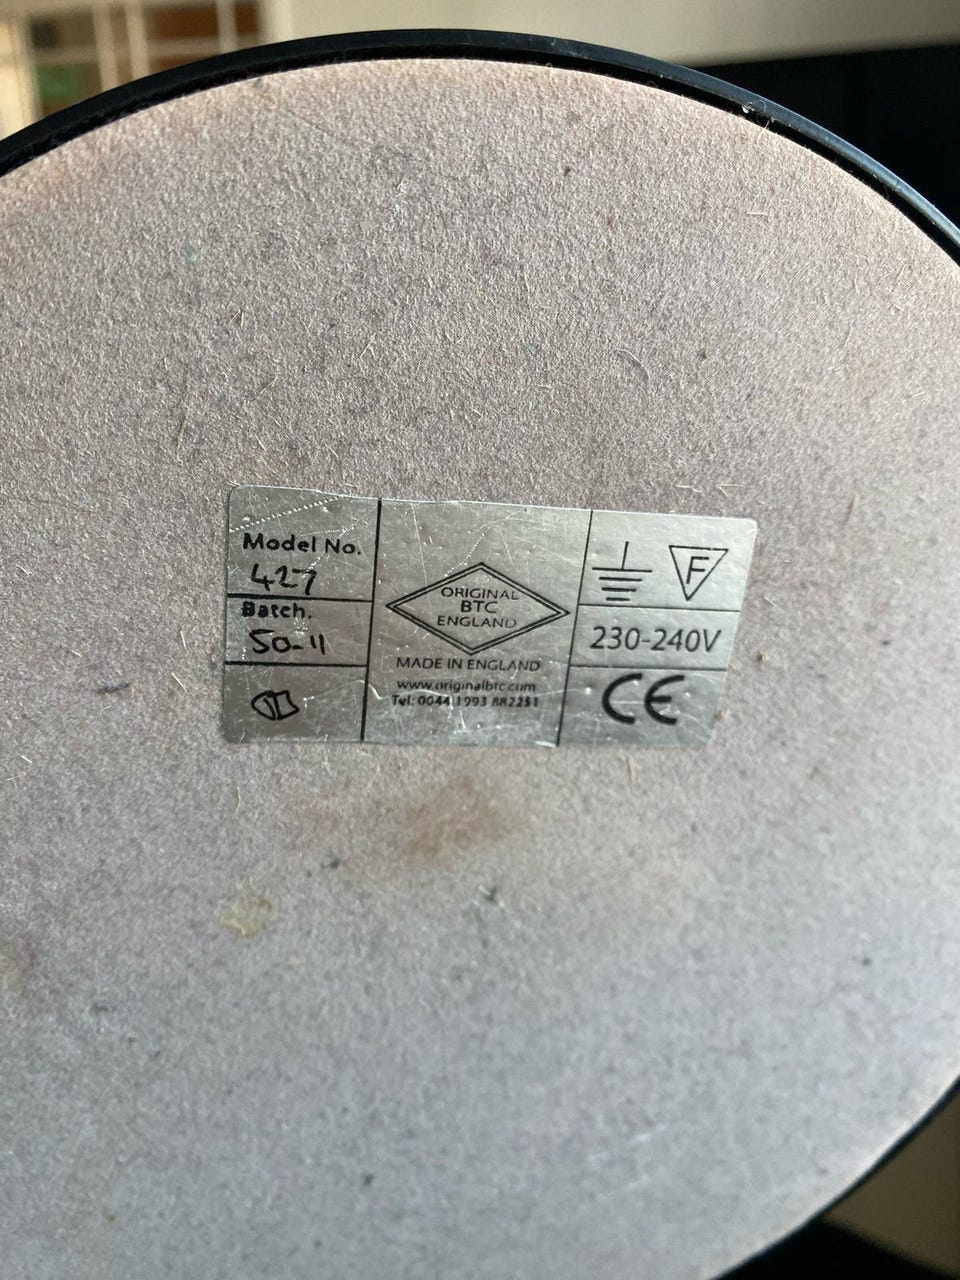 Model No.
427
Batch.
50-11
ORIGINAL
BTC
ENGLAND
MADE IN ENGLAND
www.originalbtc.com
Tel: 0044 1993 882251
F
230-240V
CE